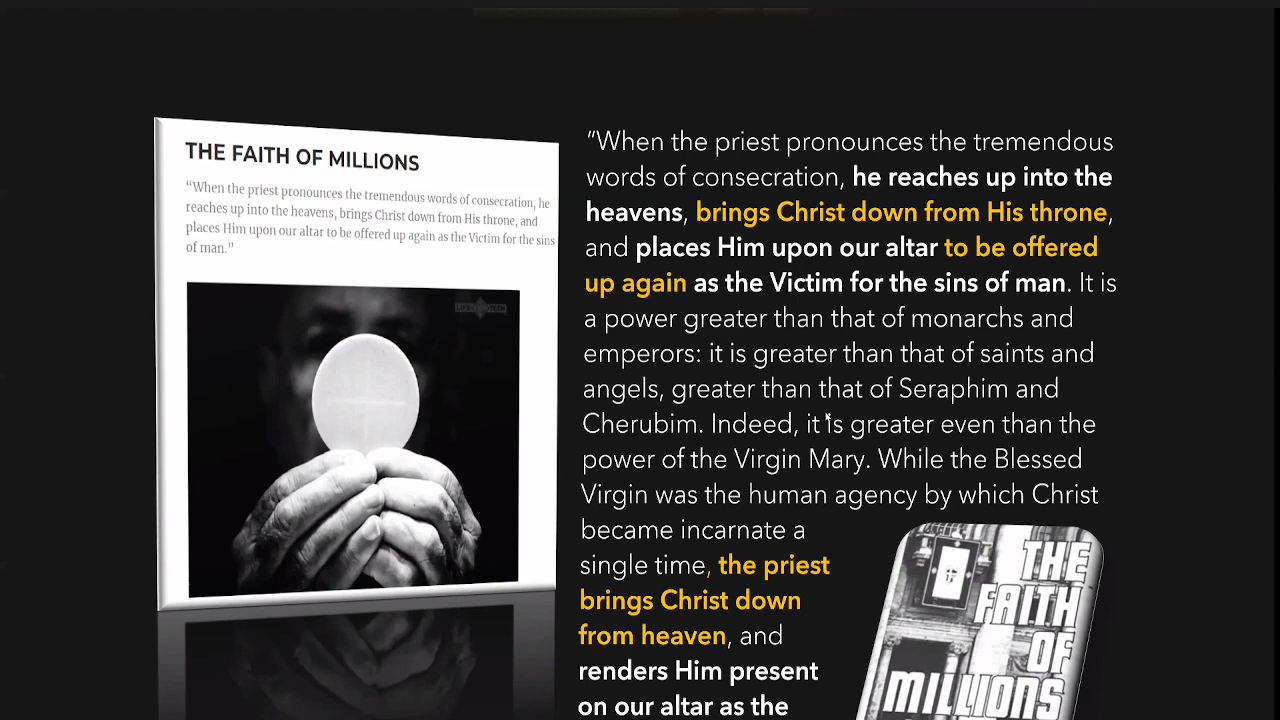 THE FAITH OF MILLIONS
“When the priest pronounces the tremendous words of consecration, he
reaches up into the heavens, brings Christ down from His throne, and
places Him upon our altar to be offered up again as the Victim for the sins
of man.”
“When the priest pronounces the tremendous
words of consecration, he reaches up into the
heavens, brings Christ down from His throne,
and places Him upon our altar to be offered
up again as the Victim for the sins of man. It is
a power greater than that of monarchs and
emperors: it is greater than that of saints and
angels, greater than that of Seraphim and
Cherubim. Indeed, it is greater even than the
power of the Virgin Mary. While the Blessed
Virgin was the human agency by which Christ
became incarnate a
single time, the priest
brings Christ down
from heaven, and
renders Him present
on our altar as the
THE
FAITH
OF
MILLIONS